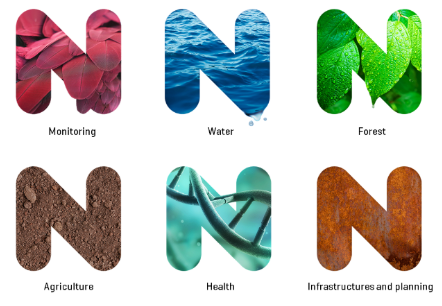 N N N
Monitoring Water Forest
N N N
Agriculture Health Infrastructures and planning